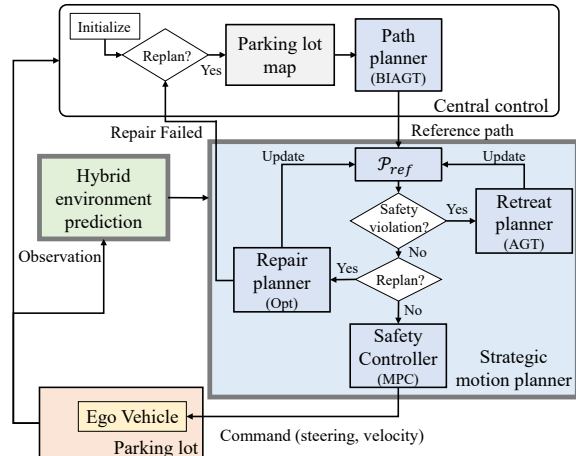 Initialize
Replan?
Yes
Parking lot
map
Path
planner
(BIAGT)
Central control
Repair Failed
Reference path
Hybrid
environment
prediction
Observation
Update
𝒫ref
Update
Safety
violation?
Yes
Retreat
planner
(AGT)
No
Repair
planner
(Opt)
Yes
Replan?
No
Safety
Controller
(MPC)
Strategic
motion planner
Ego Vehicle
Parking lot
Command (steering, velocity)